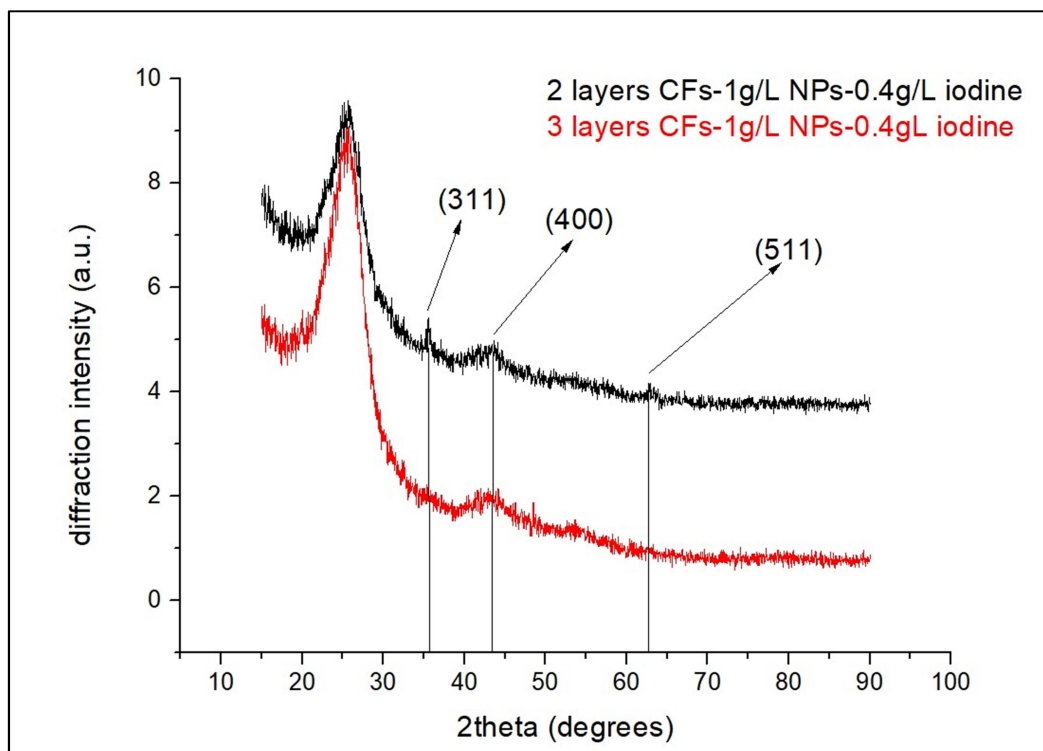 2 layers CFs-1g/L NPs-0.4g/L iodine
3 layers CFs-1g/L NPs-0.4gL iodine
(311)
(400)
(511)
diffraction intensity (a.u.)
10
8
6
4
2
0
10 20 30 40 50 60 70 80 90 100
2theta (degrees)